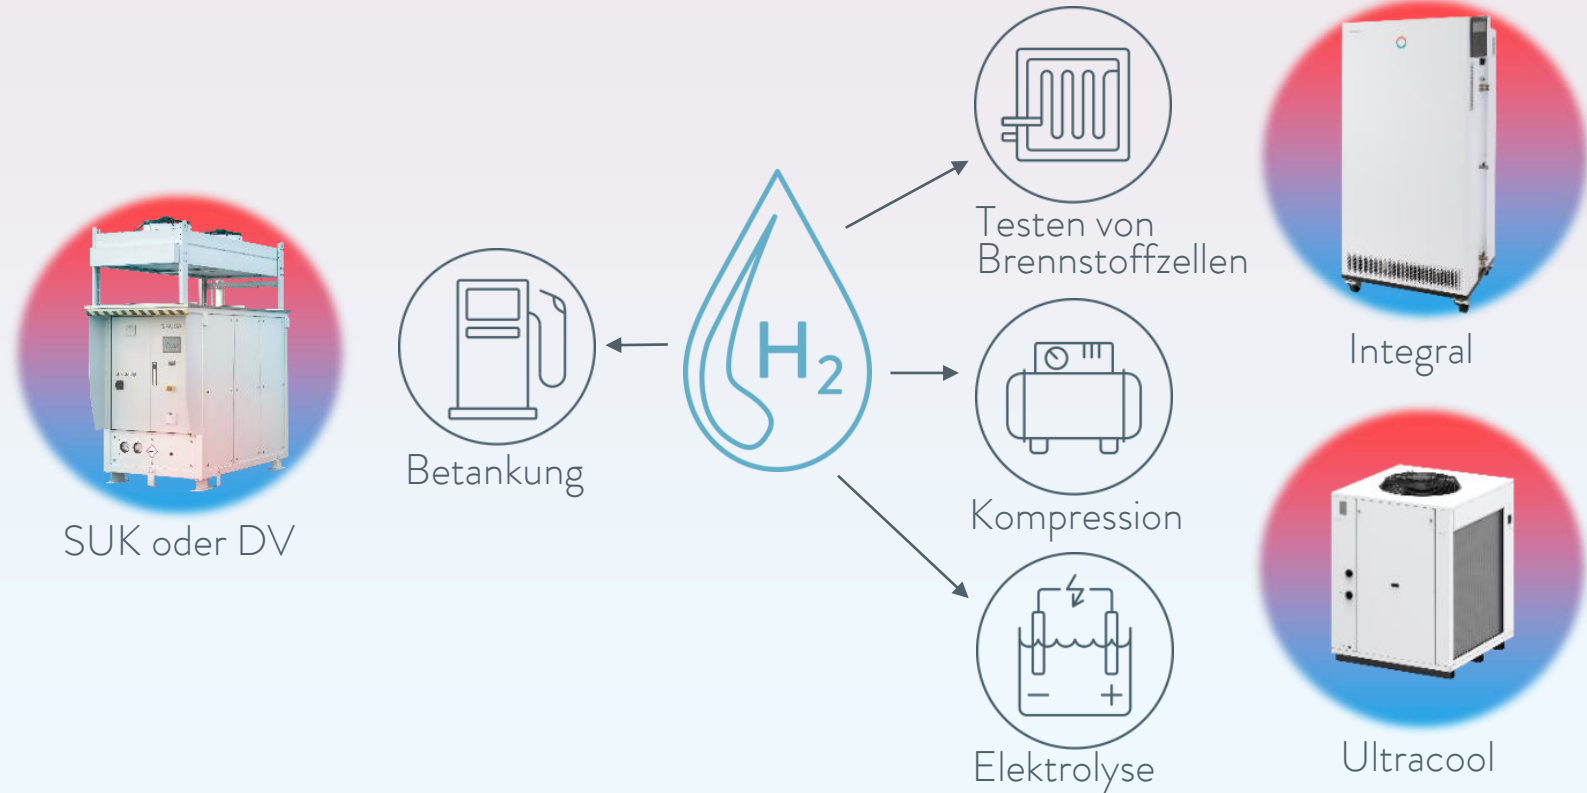 Testen von
Brennstoffzellen
Integral
H₂
Betankung
SUK oder DV
Kompression
Elektrolyse
Ultracool